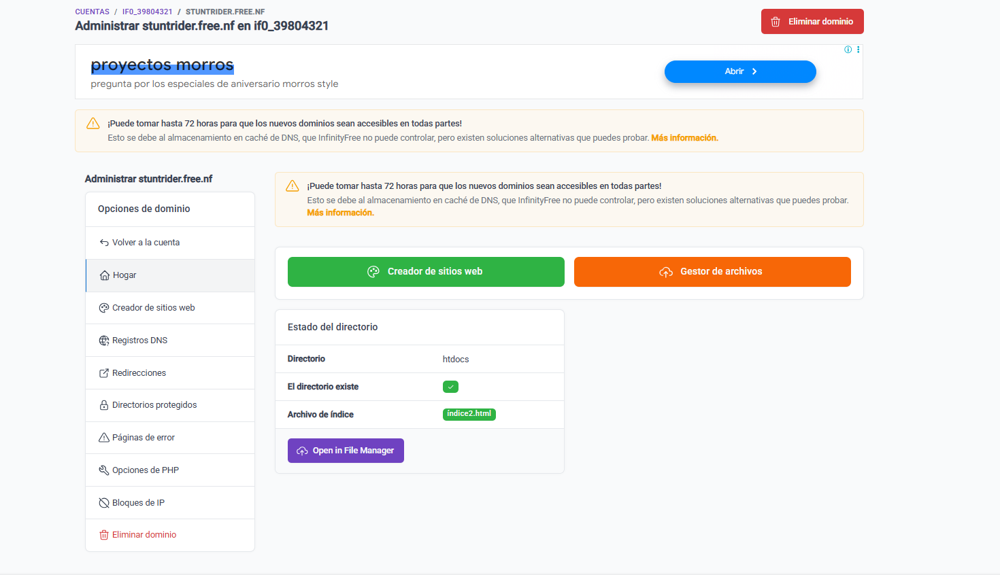 CUENTAS / IF0_39804321 / STUNTRIDER.FREE.NF
Administrar stuntrider.free.nf en if0_39804321
Eliminar dominio
proyectos morros
pregunta por los especiales de aniversario morros style
Abrir
¡Puede tomar hasta 72 horas para que los nuevos dominios sean accesibles en todas partes!
Esto se debe al almacenamiento en caché de DNS, que InfinityFree no puede controlar, pero existen soluciones alternativas que puedes probar. Más información.
Administrar stuntrider.free.nf
Opciones de dominio
Volver a la cuenta
Hogar
Creador de sitios web
Registros DNS
Redirecciones
Directorios protegidos
Páginas de error
Opciones de PHP
Bloques de IP
Eliminar dominio
¡Puede tomar hasta 72 horas para que los nuevos dominios sean accesibles en todas partes!
Esto se debe al almacenamiento en caché de DNS, que InfinityFree no puede controlar, pero existen soluciones alternativas que puedes probar.
Más información.
Creador de sitios web
Gestor de archivos
Estado del directorio
Directorio htdocs
El directorio existe
Archivo de índice índice2.html
Open in File Manager